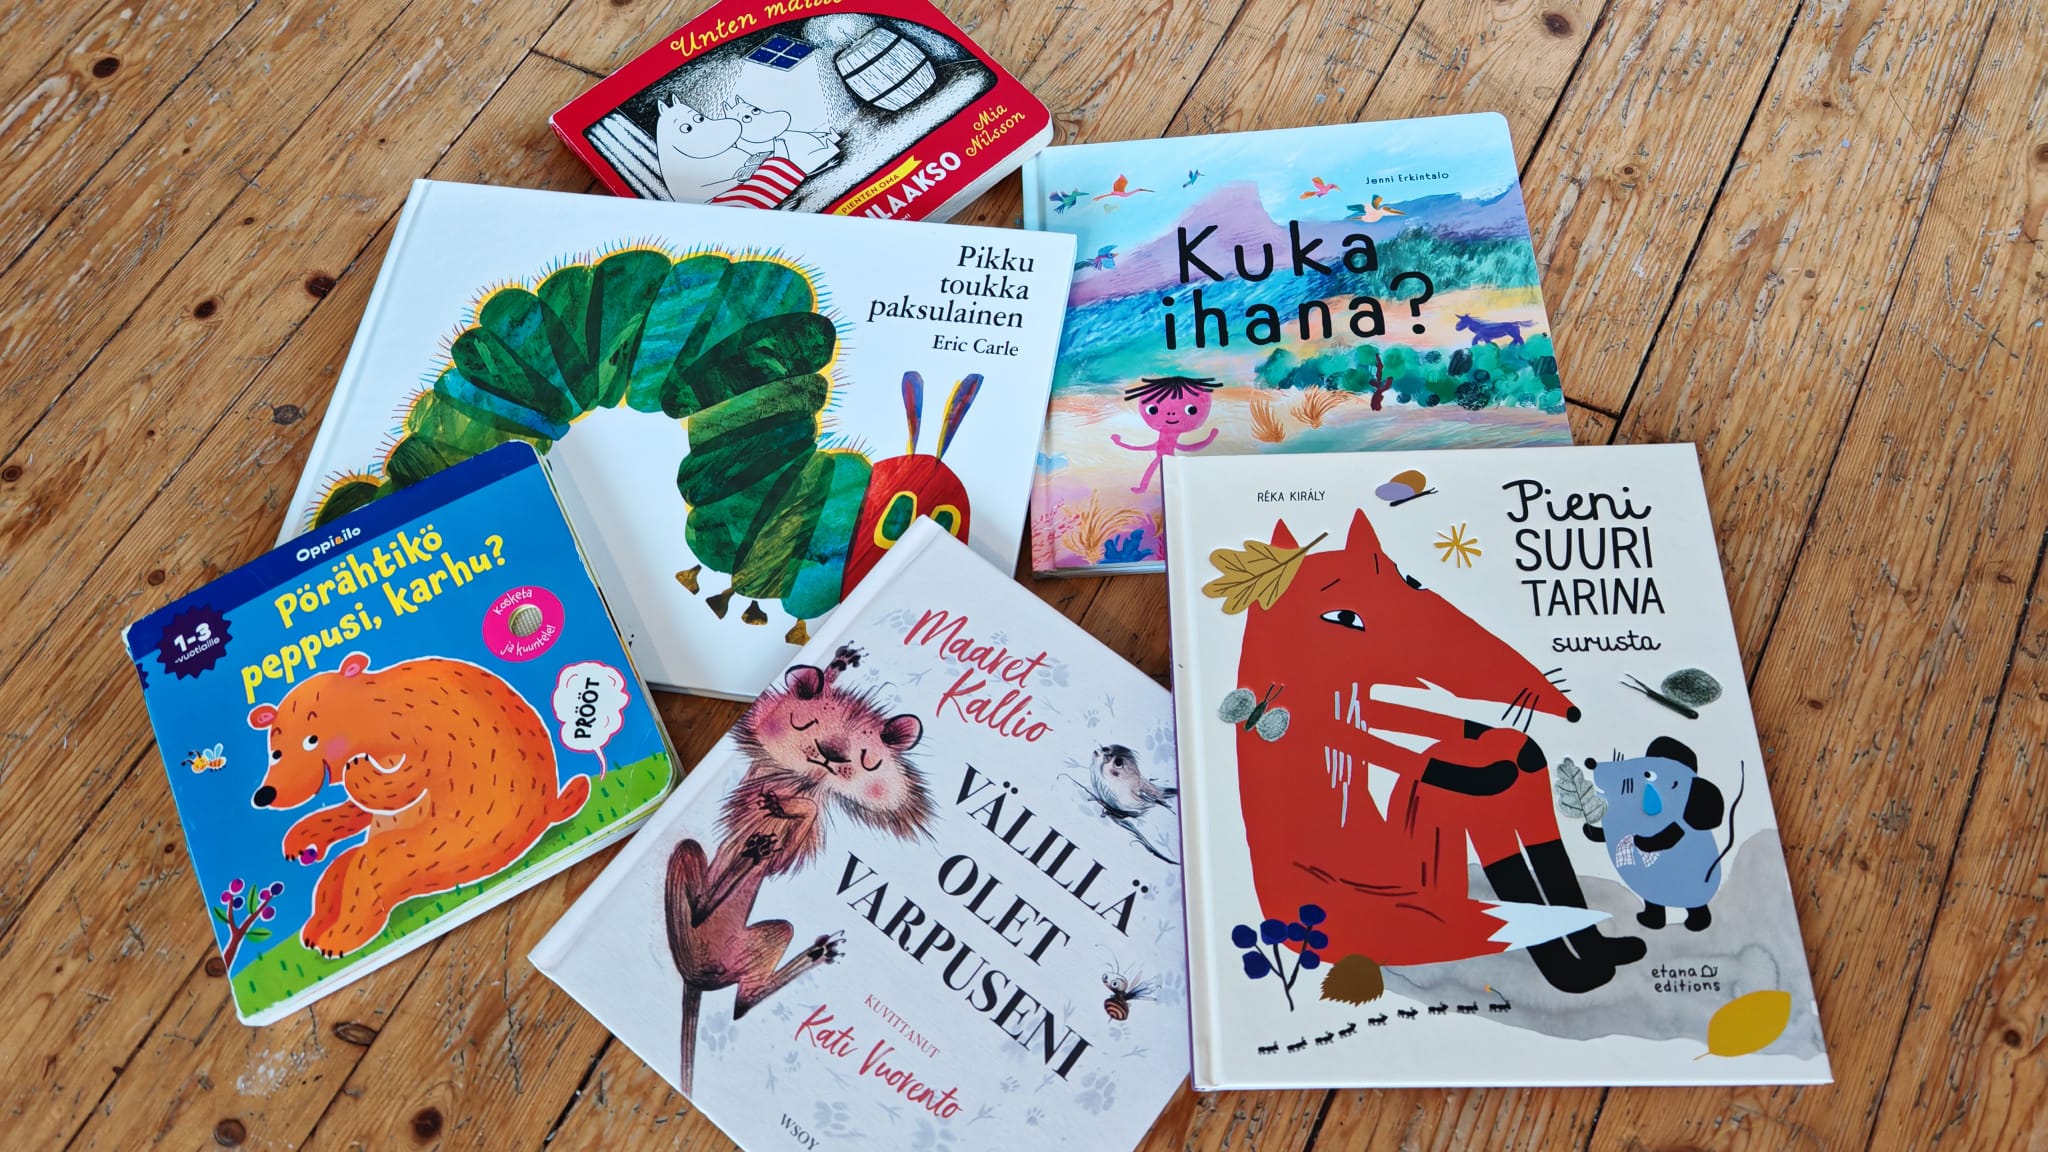 Unten
Mia
Nilsson
PIENTEN OMA
Pikku
toukka
paksulainen
Eric Carle
Jenni Erkintalo
Kuka
ihana?
Oppi&ilo
Pörähtikö
peppusi, karhu?
1-3
-vuotiaille
Kosketa
ja kuuntele!
PRÖÖT
Maaret
Kallio
VÄLILLÄ
OLET
VARPUSENI
KUVITTANUT
Kati Vuorento
WSOY
RÉKA KIRÁLY
Pieni
SUURI
TARINA
surusta
etana
editions